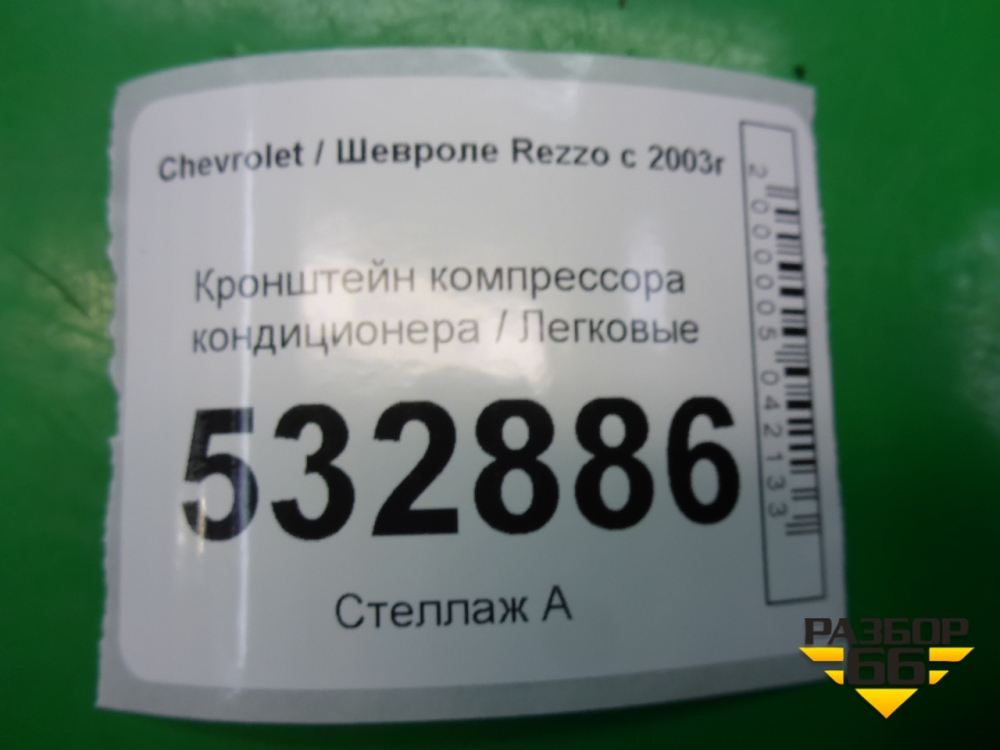 Chevrolet / Шевроле Rezzo с 2003г
Кронштейн компрессора
кондиционера / Легковые
532886
Стеллаж А
2000005042133
РАЗБОР
66